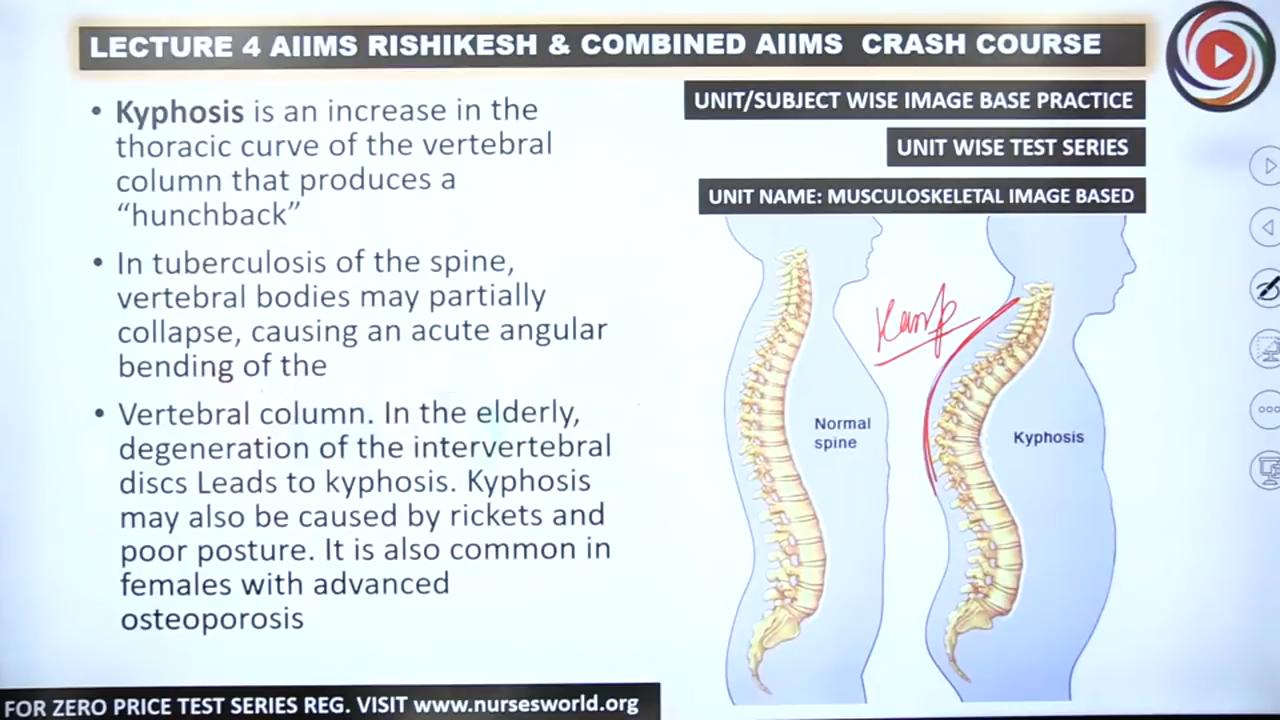 LECTURE 4 AIIMS RISHIKESH & COMBINED AIIMS CRASH COURSE
UNIT/SUBJECT WISE IMAGE BASE PRACTICE
UNIT WISE TEST SERIES
UNIT NAME: MUSCULOSKELETAL IMAGE BASED
• Kyphosis is an increase in the
thoracic curve of the vertebral
column that produces a
“hunchback”
• In tuberculosis of the spine,
vertebral bodies may partially
collapse, causing an acute angular
bending of the
• Vertebral column. In the elderly,
degeneration of the intervertebral
discs Leads to kyphosis. Kyphosis
may also be caused by rickets and
poor posture. It is also common in
females with advanced
osteoporosis
Normal
spine
Kyphosis
FOR ZERO PRICE TEST SERIES REG. VISIT www.nursesworld.org